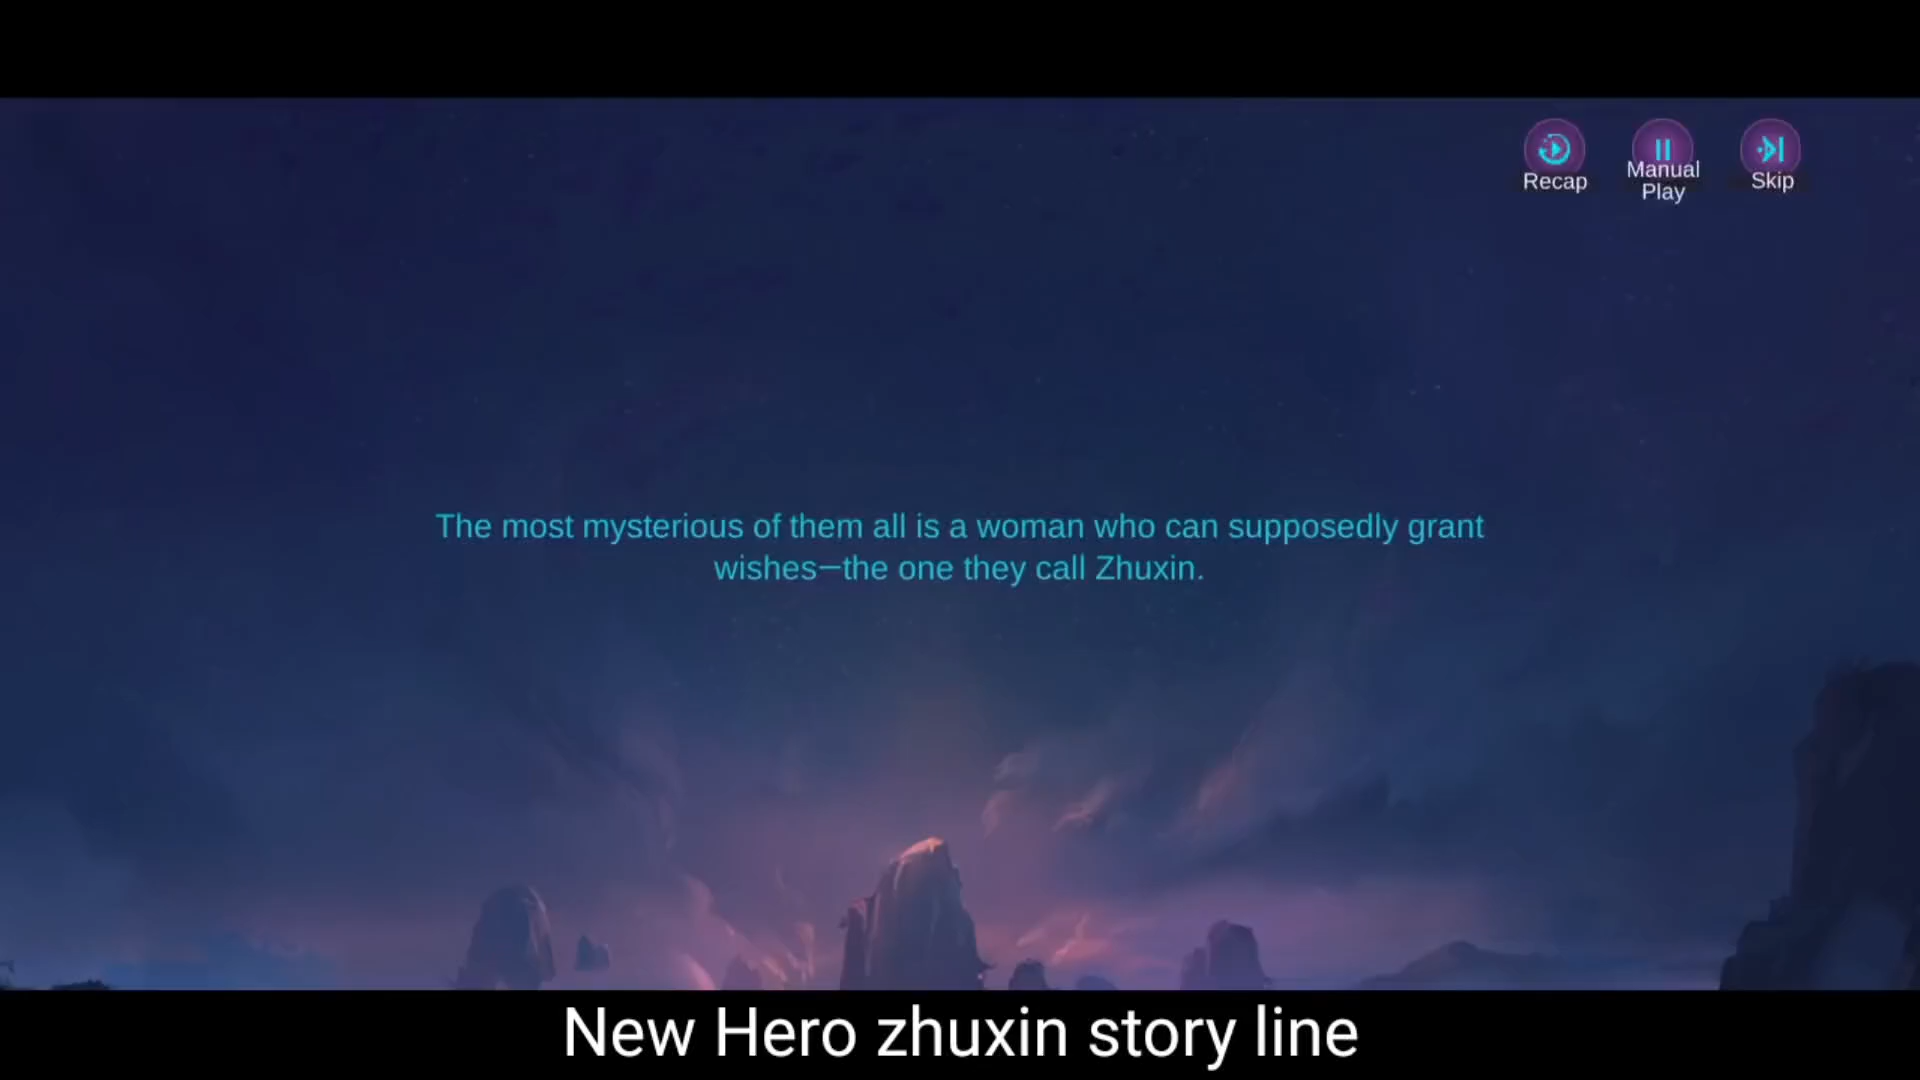 Recap
Manual
Play
Skip
The most mysterious of them all is a woman who can supposedly grant
wishes—the one they call Zhuxin.
New Hero zhuxin story line